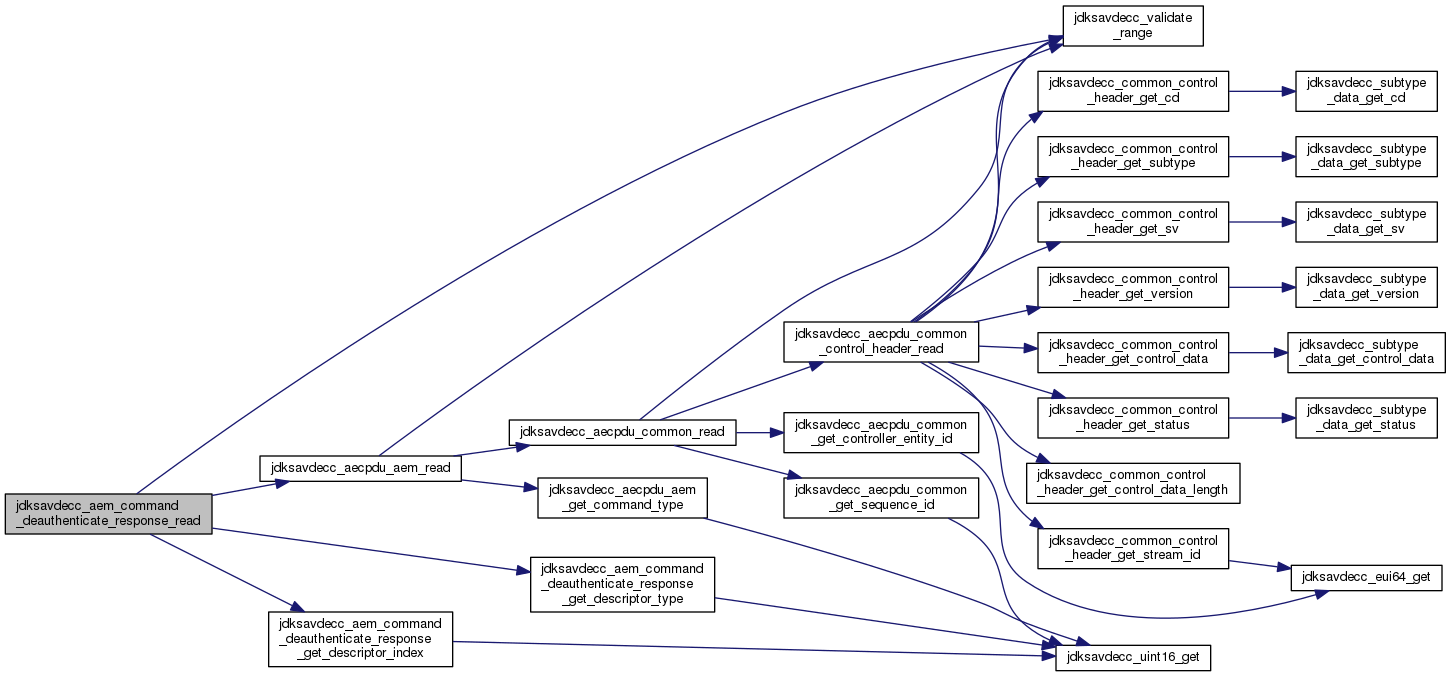 jdksavdecc_aem_command
_deauthenticate_response_read
jdksavdecc_aecpdu_aem_read
jdksavdecc_aem_command
_deauthenticate_response
_get_descriptor_type
jdksavdecc_aem_command
_deauthenticate_response
_get_descriptor_index
jdksavdecc_aecpdu_common_read
jdksavdecc_aecpdu_aem
_get_command_type
jdksavdecc_aecpdu_common
_control_header_read
jdksavdecc_aecpdu_common
_get_controller_entity_id
jdksavdecc_aecpdu_common
_get_sequence_id
jdksavdecc_validate
_range
jdksavdecc_common_control
_header_get_cd
jdksavdecc_common_control
_header_get_subtype
jdksavdecc_common_control
_header_get_sv
jdksavdecc_common_control
_header_get_version
jdksavdecc_common_control
_header_get_control_data
jdksavdecc_common_control
_header_get_status
jdksavdecc_common_control
_header_get_control_data_length
jdksavdecc_common_control
_header_get_stream_id
jdksavdecc_uint16_get
jdksavdecc_subtype
_data_get_cd
jdksavdecc_subtype
_data_get_subtype
jdksavdecc_subtype
_data_get_sv
jdksavdecc_subtype
_data_get_version
jdksavdecc_subtype
_data_get_control_data
jdksavdecc_subtype
_data_get_status
jdksavdecc_eui64_get